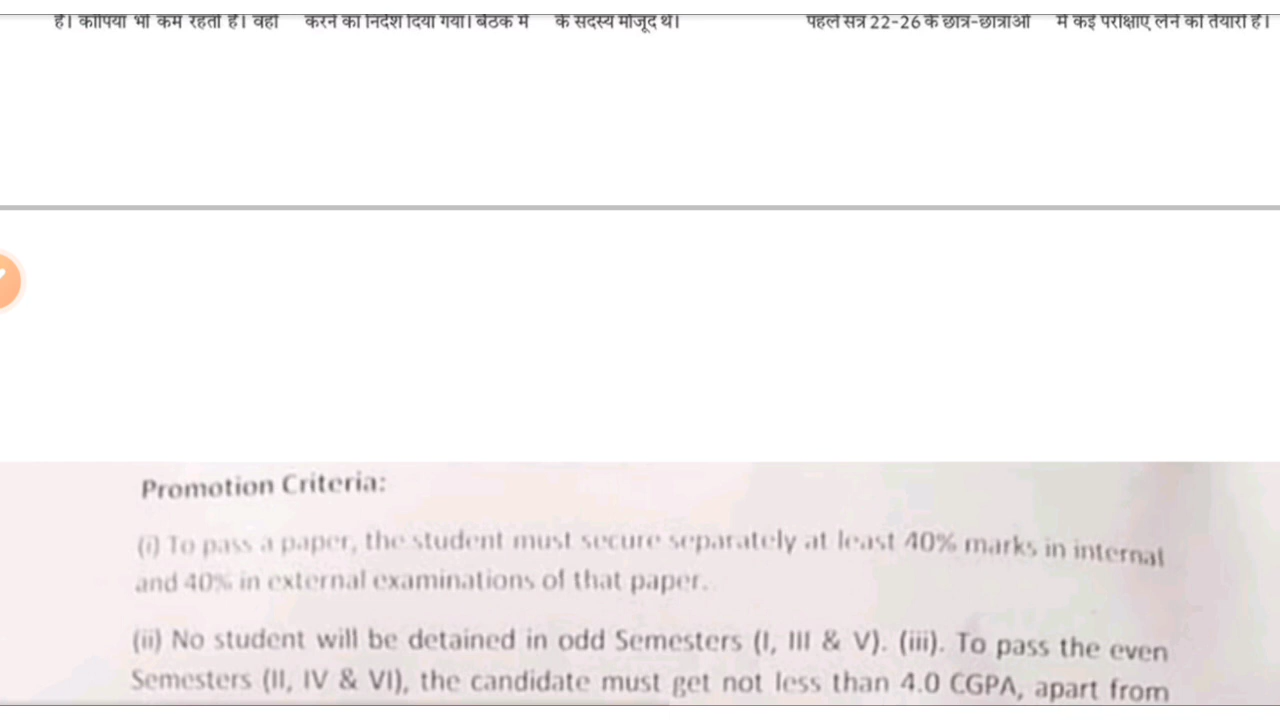 है। कॉपियां भी कम रहती हैं। वहीं करने का निर्देश दिया गया। बैठक में के सदस्य मौजूद थे। पहले सत्र 22-26 के छात्र-छात्राओं में कई परीक्षाएं लेने की तैयारी है।
Promotion Criteria:
(i) To pass a paper, the student must secure separately at least 40% marks in internal
and 40% in external examinations of that paper.
(ii) No student will be detained in odd Semesters (I, III & V). (iii). To pass the even
Semesters (II, IV & VI), the candidate must get not less than 4.0 CGPA, apart from